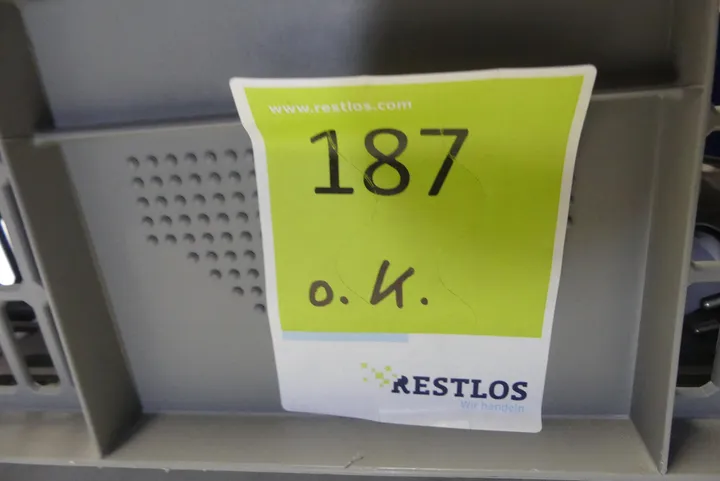 www.restlos.com
187
o. K.
RESTLOS
Wir handeln